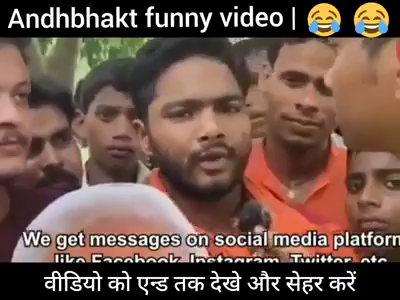 Andhbhakt funny video | 😂 😂
We get messages on social media platform
like Facebook, Instagram, Twitter, etc
वीडियो को एन्ड तक देखे और सेहर करें